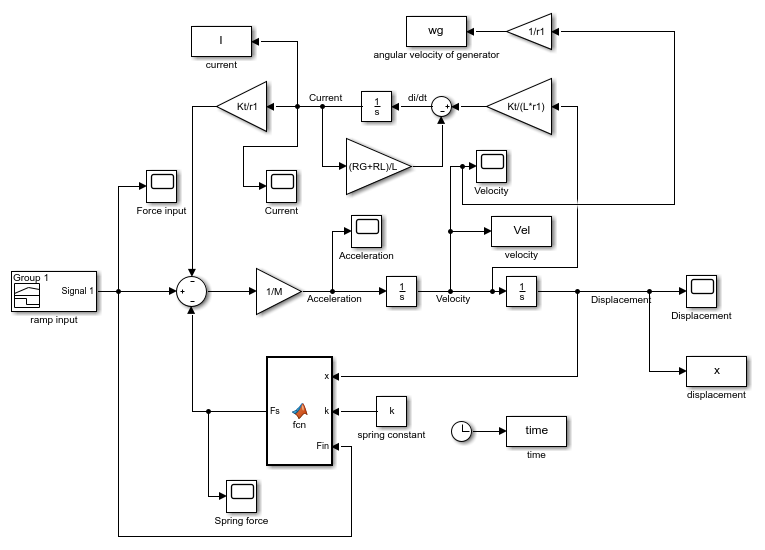 I
current
wg
angular velocity of generator
1/r1
Kt/r1
Current
1
s
di/dt
+
−
Kt/(L*r1)
(RG+RL)/L
Force input
Current
Velocity
Acceleration
Vel
velocity
Group 1
Signal 1
ramp input
−
+
−
1/M
Acceleration
1
s
Velocity
1
s
Displacement
Displacement
x
displacement
x
Fs
k
fcn
Fin
k
spring constant
time
time
Spring force